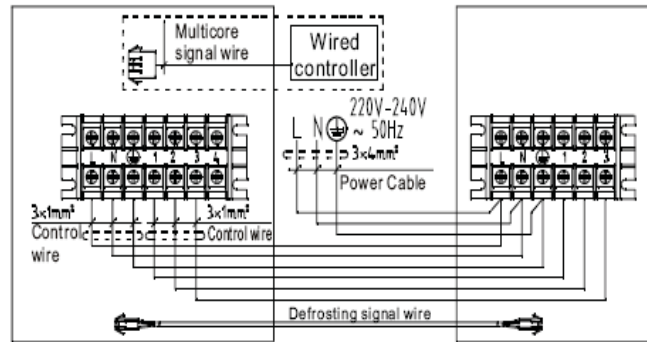 Multicore
signal wire
Wired
controller
220V-240V
L N ~ 50Hz
3×4mm²
Power Cable
L N 1 2 3 4
L N 1 2 3
3×1mm²
Control
wire
3×1mm²
Control wire
Defrosting signal wire